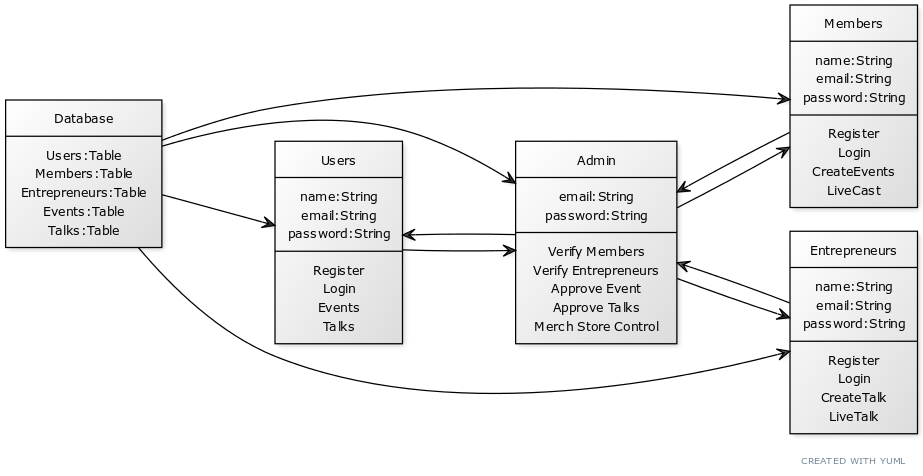 Database
Users:Table
Members:Table
Entrepreneurs:Table
Events:Table
Talks:Table
Users
name:String
email:String
password:String
Register
Login
Events
Talks
Admin
email:String
password:String
Verify Members
Verify Entrepreneurs
Approve Event
Approve Talks
Merch Store Control
Members
name:String
email:String
password:String
Register
Login
CreateEvents
LiveCast
Entrepreneurs
name:String
email:String
password:String
Register
Login
CreateTalk
LiveTalk
CREATED WITH YUML